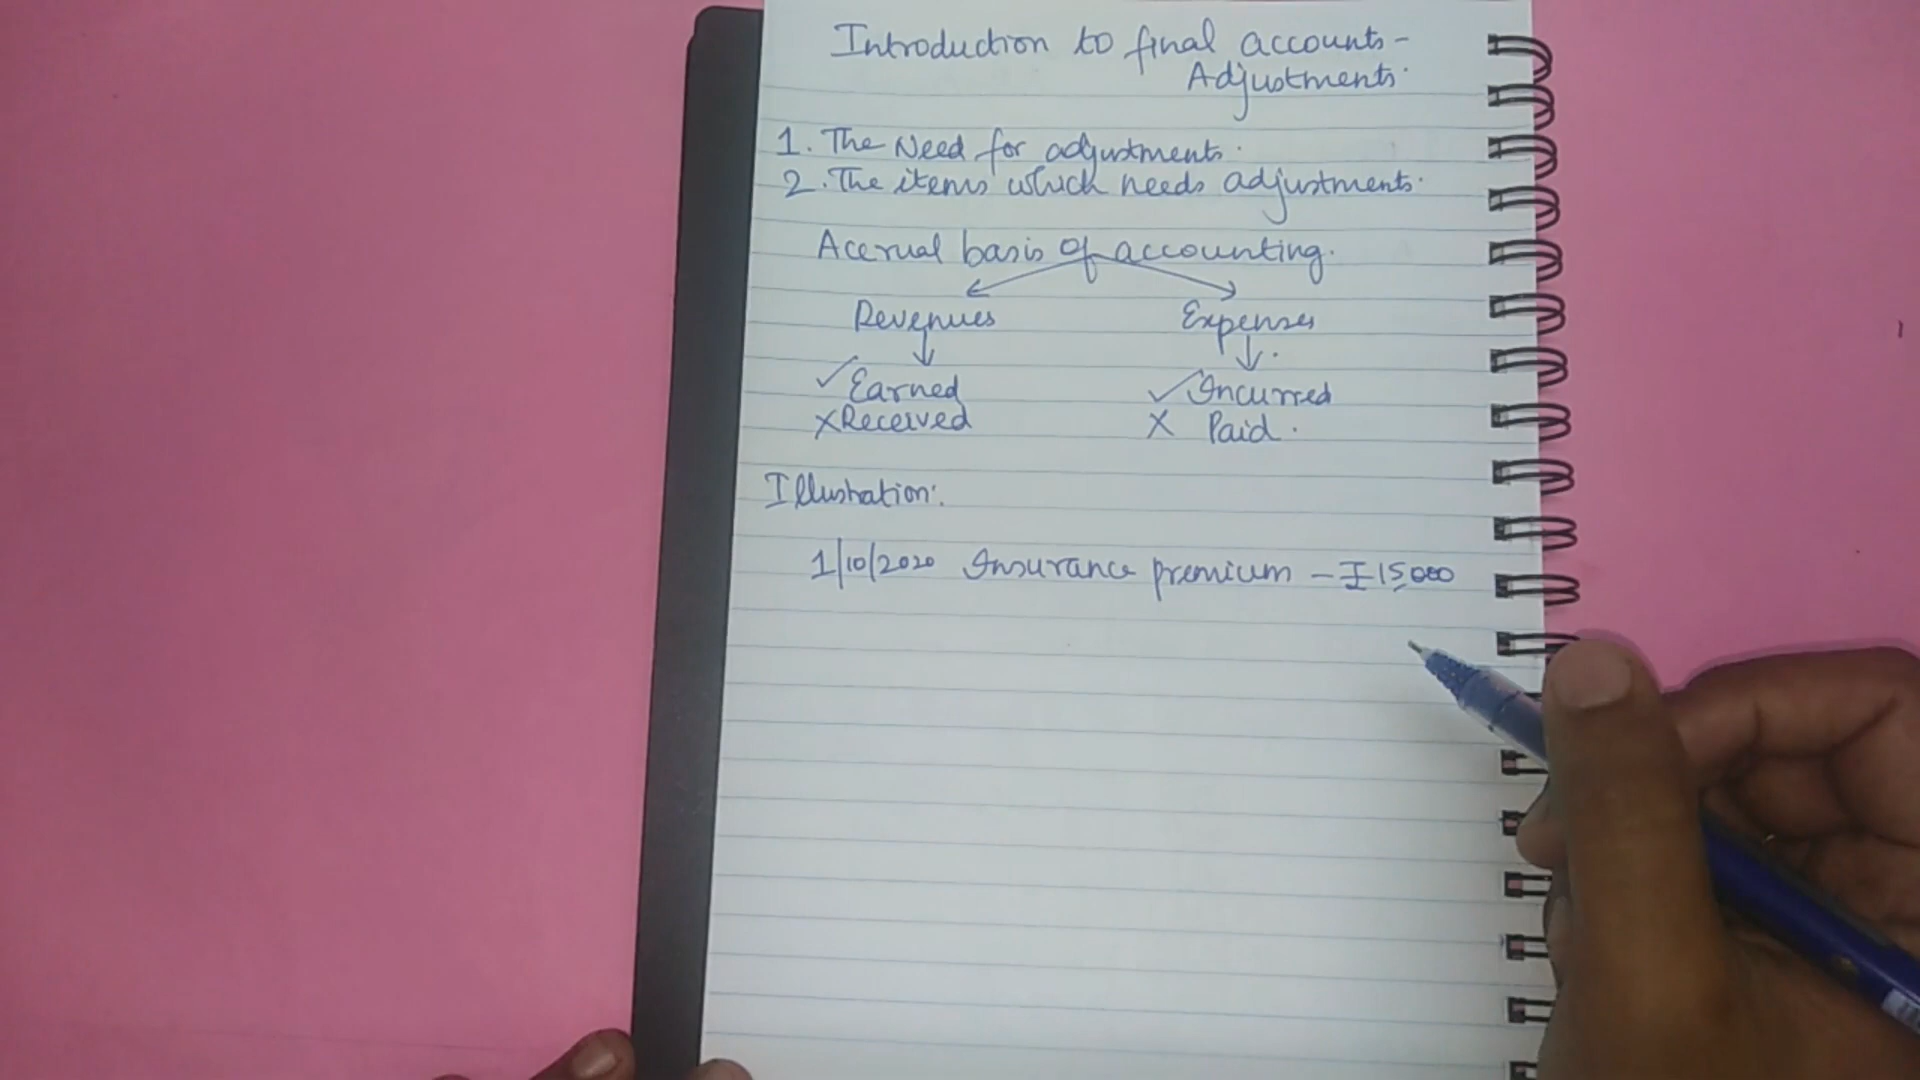 Introduction to final accounts -
Adjustments.
1. The Need for adjustments.
2. The items which needs adjustments.
Accrual basis of accounting.
Revenues Expenses
✓ Earned ✓ Incurred
X Received X Paid.
Illustration:
1/10/2020 Insurance premium - ₹15,000